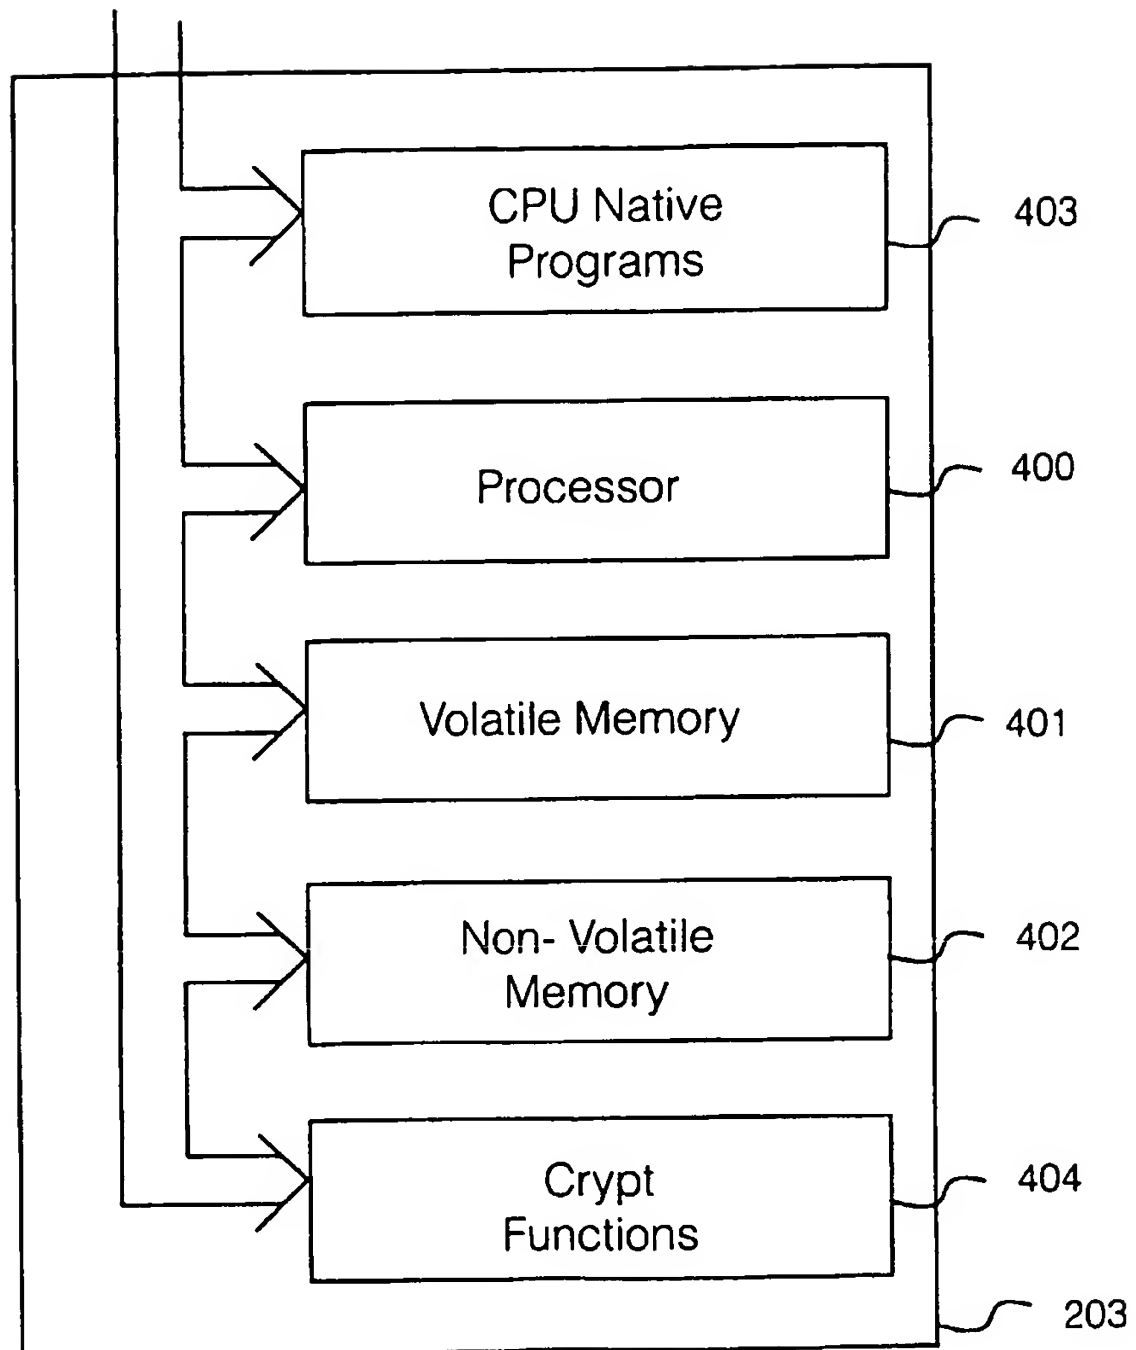 CPU Native
Programs
403
Processor
400
Volatile Memory
401
Non- Volatile
Memory
402
Crypt
Functions
404
203